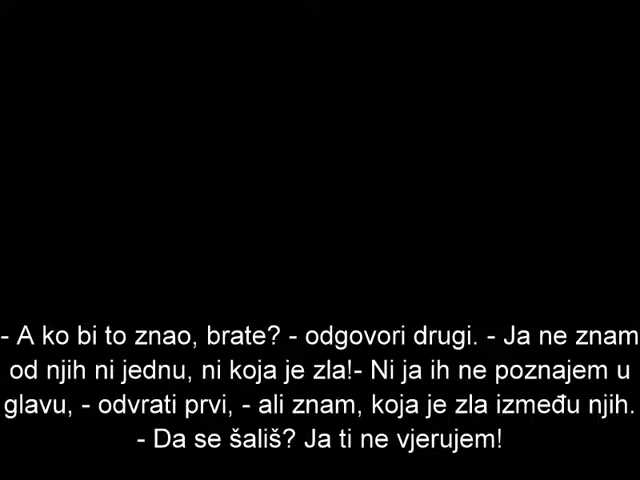 - A ko bi to znao, brate? - odgovori drugi. - Ja ne znam
od njih ni jednu, ni koja je zla!- Ni ja ih ne poznajem u
glavu, - odvrati prvi, - ali znam, koja je zla između njih.
- Da se šališ? Ja ti ne vjerujem!